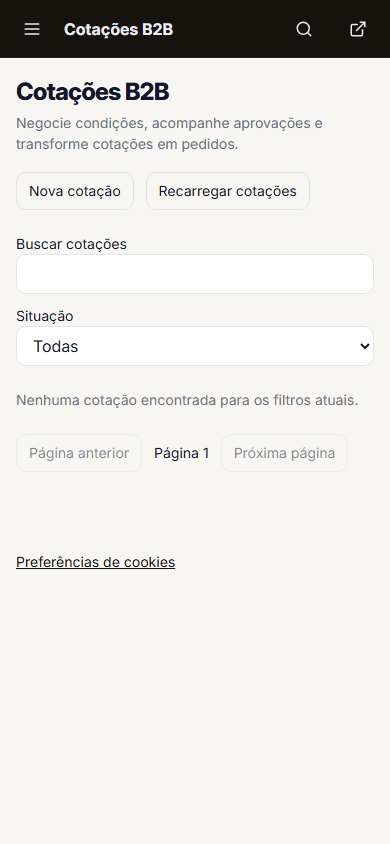 Cotações B2B
Cotações B2B
Negocie condições, acompanhe aprovações e
transforme cotações em pedidos.
Nova cotação
Recarregar cotações
Buscar cotações
Situação
Todas
Nenhuma cotação encontrada para os filtros atuais.
Página anterior
Página 1
Próxima página
Preferências de cookies